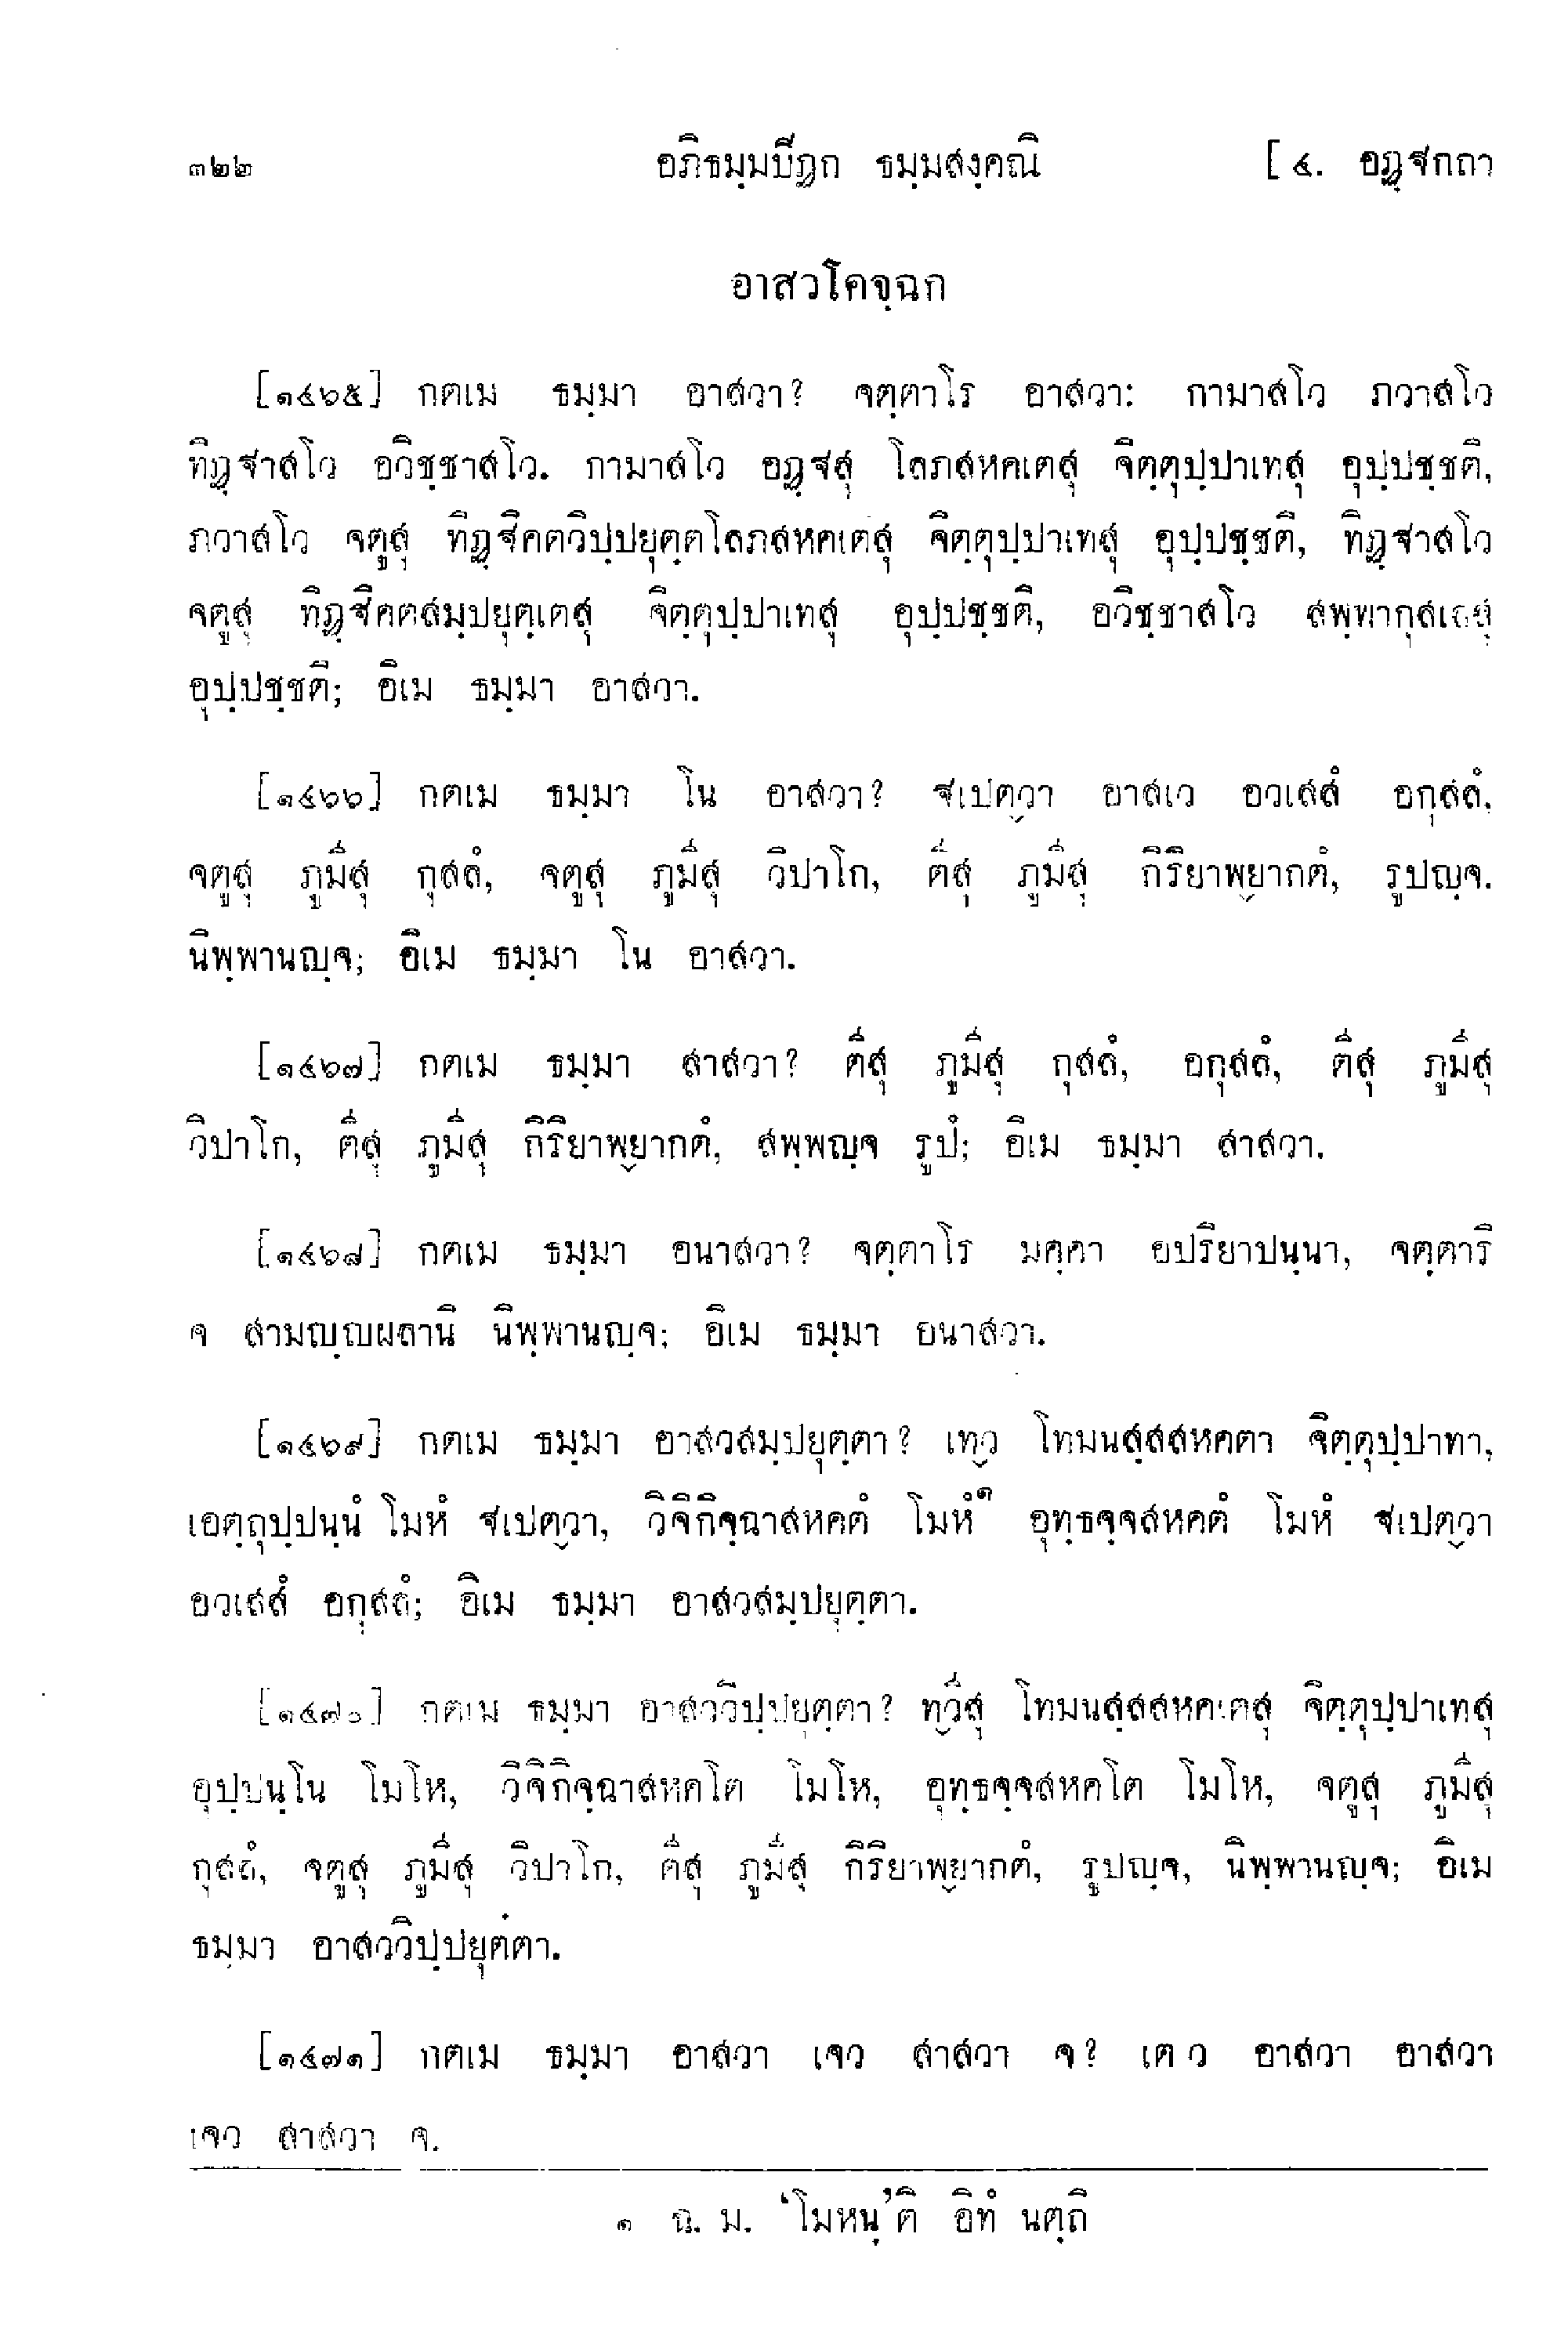 ๓๒๒ อภิธมฺมปิฏก ธมฺมสงฺคณิ [ ๔. อฏฺฐกถา
อาสวโคจฺฉก
[๑๔๖๕] กตเม ธมฺมา อาสวา? จตฺตาโร อาสวา: กามาสโว ภวาสโว
ทิฏฺฐาสโว อวิชฺชาสโว. กามาสโว อฏฺฐสุ โลภสหคเตสุ จิตฺตุปฺปาเทสุ อุปฺปชฺชติ,
ภวาสโว จตูสุ ทิฏฺฐิคตวิปฺปยุตฺตโลภสหคเตสุ จิตฺตุปฺปาเทสุ อุปฺปชฺชติ, ทิฏฺฐาสโว
จตูสุ ทิฏฺฐิคตสมฺปยุตฺเตสุ จิตฺตุปฺปาเทสุ อุปฺปชฺชติ, อวิชฺชาสโว สพฺพากุสเลสุ
อุปฺปชฺชติ; อิเม ธมฺมา อาสวา.
[๑๔๖๖] กตเม ธมฺมา โน อาสวา? ฐเปตฺวา อาสเว อวเสสํ อกุสลํ,
จตูสุ ภูมีสุ กุสลํ, จตูสุ ภูมีสุ วิปาโก, ตีสุ ภูมีสุ กิริยาพฺยากตํ, รูปญฺจ.
นิพฺพานญฺจ; อิเม ธมฺมา โน อาสวา.
[๑๔๖๗] กตเม ธมฺมา สาสวา? ตีสุ ภูมีสุ กุสลํ, อกุสลํ, ตีสุ ภูมีสุ
วิปาโก, ตีสุ ภูมีสุ กิริยาพฺยากตํ, สพฺพญฺจ รูปํ; อิเม ธมฺมา สาสวา.
[๑๔๖๘] กตเม ธมฺมา อนาสวา? จตฺตาโร มคฺคา อปริยาปนฺนา, จตฺตาริ
จ สามญฺญผลานิ นิพฺพานญฺจ; อิเม ธมฺมา อนาสวา.
[๑๔๖๙] กตเม ธมฺมา อาสวสมฺปยุตฺตา? เทฺว โทมนสฺสสหคตา จิตฺตุปฺปาทา,
เอตฺถุปฺปนฺนํ โมหํ ฐเปตฺวา, วิจิกิจฺฉาสหคตํ โมหํ๑ อุทฺธจฺจสหคตํ โมหํ ฐเปตฺวา
อวเสสํ อกุสลํ; อิเม ธมฺมา อาสวสมฺปยุตฺตา.
[๑๔๗๐] กตเม ธมฺมา อาสววิปฺปยุตฺตา? ทฺวีสุ โทมนสฺสสหคเตสุ จิตฺตุปฺปาเทสุ
อุปฺปนฺโน โมโห, วิจิกิจฺฉาสหคโต โมโห, อุทฺธจฺจสหคโต โมโห, จตูสุ ภูมีสุ
กุสลํ, จตูสุ ภูมีสุ วิปาโก, ตีสุ ภูมีสุ กิริยาพฺยากตํ, รูปญฺจ, นิพฺพานญฺจ; อิเม
ธมฺมา อาสววิปฺปยุตฺตา.
[๑๔๗๑] กตเม ธมฺมา อาสวา เจว สาสวา จ? เต ว อาสวา อาสวา
เจว สาสวา จ.
๑ ฉ. ม. ‘โมหนฺ’ติ อิทํ นตฺถิ